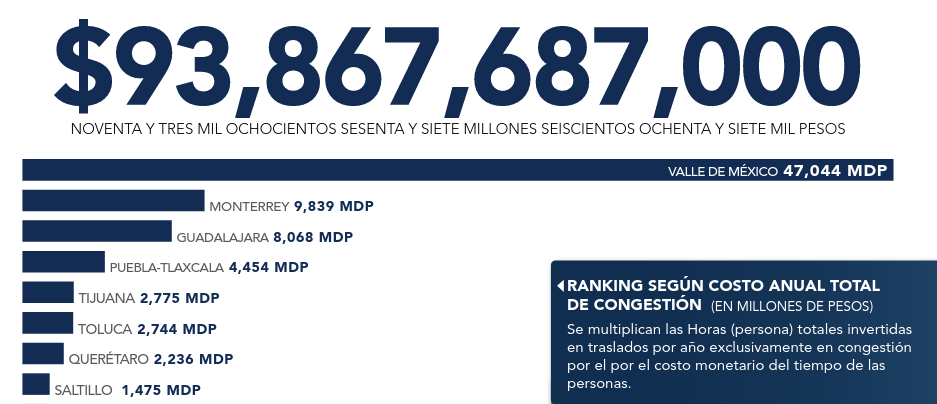 $93,867,687,000
NOVENTA Y TRES MIL OCHOCIENTOS SESENTA Y SIETE MILLONES SEISCIENTOS OCHENTA Y SIETE MIL PESOS
VALLE DE MÉXICO 47,044 MDP
MONTERREY 9,839 MDP
GUADALAJARA 8,068 MDP
PUEBLA-TLAXCALA 4,454 MDP
TIJUANA 2,775 MDP
TOLUCA 2,744 MDP
QUERÉTARO 2,236 MDP
SALTILLO 1,475 MDP
RANKING SEGÚN COSTO ANUAL TOTAL
DE CONGESTIÓN (EN MILLONES DE PESOS)
Se multiplican las Horas (persona) totales invertidas
en traslados por año exclusivamente en congestión
por el por el costo monetario del tiempo de las
personas.